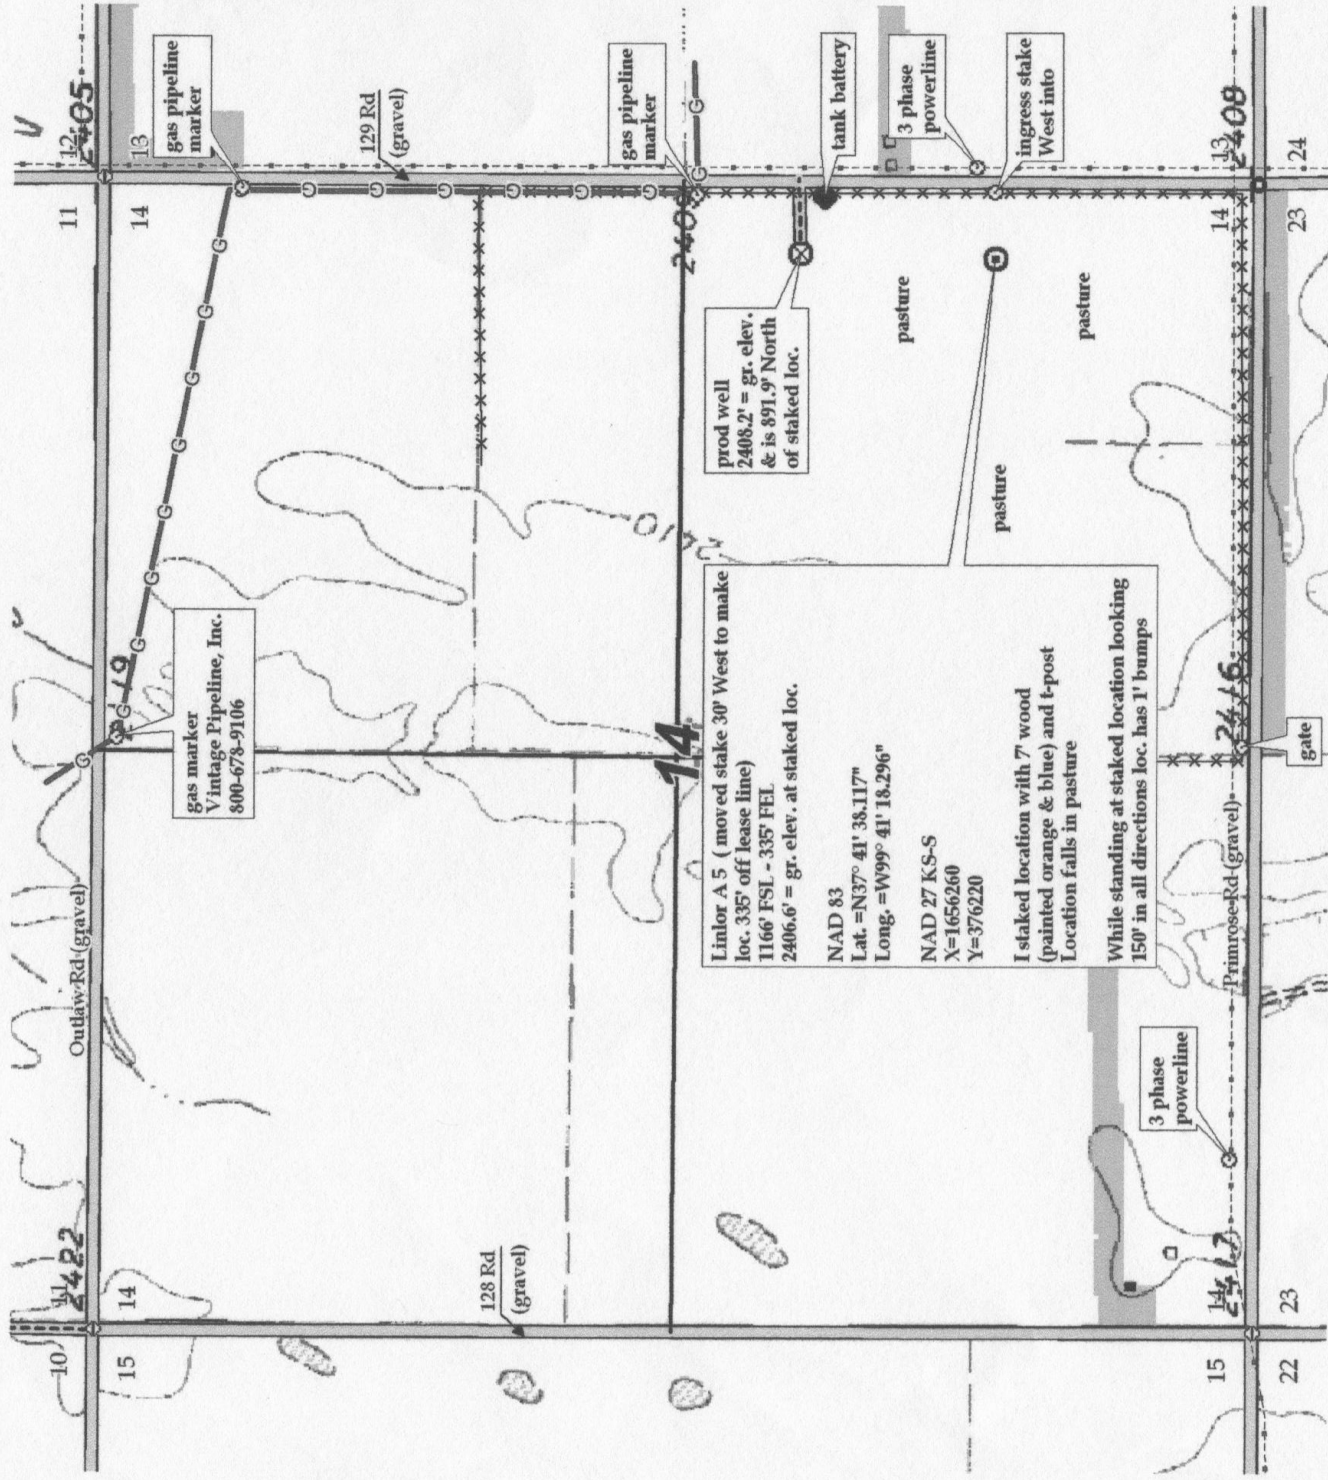 11
12
2405
14
13
gas pipeline
marker
129 Rd
(gravel)
gas pipeline
marker
tank battery
3 phase
powerline
ingress stake
West into
13
2408
14
24
23
prod well
2408.2' = gr. elev.
& is 891.9' North
of staked loc.
pasture
pasture
pasture
2410
gas marker
Vintage Pipeline, Inc.
800-678-9106
14
Linlor A 5 ( moved stake 30' West to make
loc. 335' off lease line)
1166' FSL - 335' FEL
2406.6' = gr. elev. at staked loc.
NAD 83
Lat. =N37° 41' 38.117"
Long. =W99° 41' 18.296"
NAD 27 KS-S
X=1656260
Y=376220
I staked location with 7' wood
(painted orange & blue) and t-post
Location falls in pasture
While standing at staked location looking
150' in all directions loc. has 1' bumps
2416
gate
Outlaw Rd (gravel)
Primrose Rd (gravel)
3 phase
powerline
128 Rd
(gravel)
10
11
2422
15
14
15
14
2417
22
23